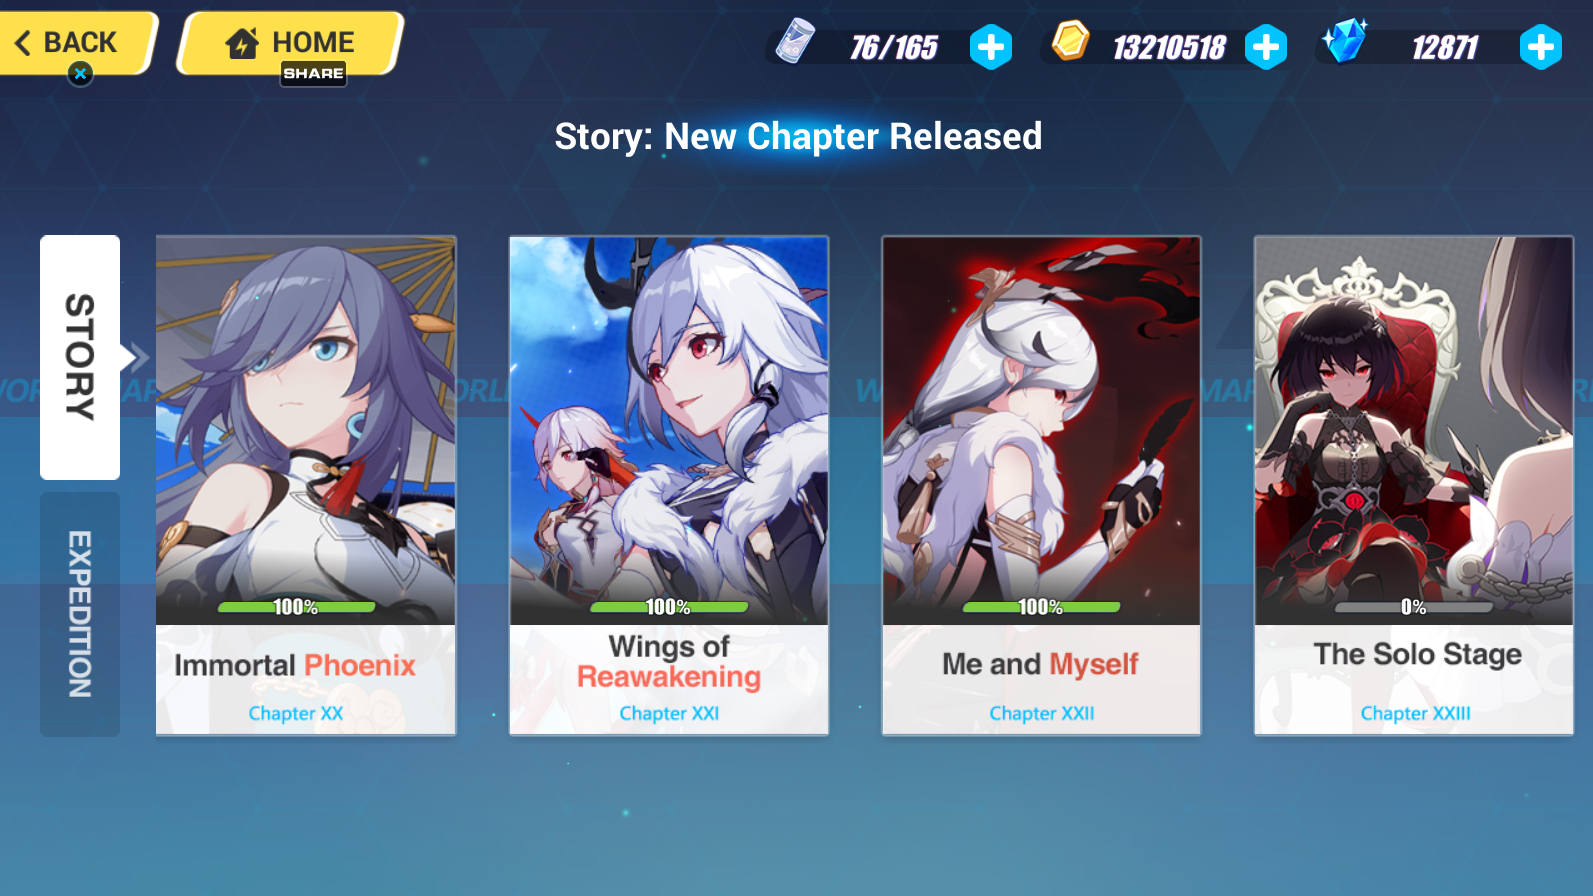 BACK
HOME
SHARE
76/165
13210518
12871
Story: New Chapter Released
STORY
EXPEDITION
100%
Immortal Phoenix
Chapter XX
100%
Wings of
Reawakening
Chapter XXI
100%
Me and Myself
Chapter XXII
0%
The Solo Stage
Chapter XXIII